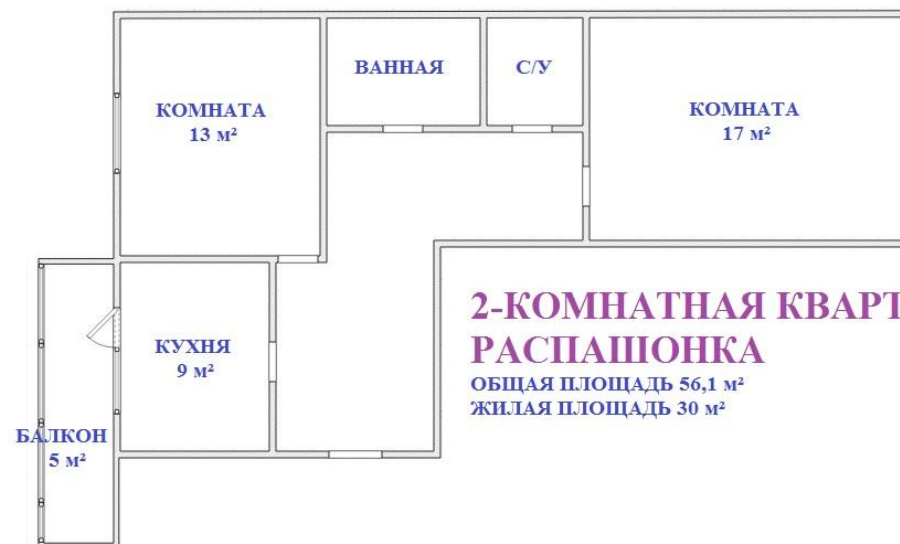 ВАННАЯ
С/У
КОМНАТА
13 м²
КОМНАТА
17 м²
2-КОМНАТНАЯ КВАРТ
РАСПАШОНКА
ОБЩАЯ ПЛОЩАДЬ 56,1 м²
ЖИЛАЯ ПЛОЩАДЬ 30 м²
КУХНЯ
9 м²
БАЛКОН
5 м²